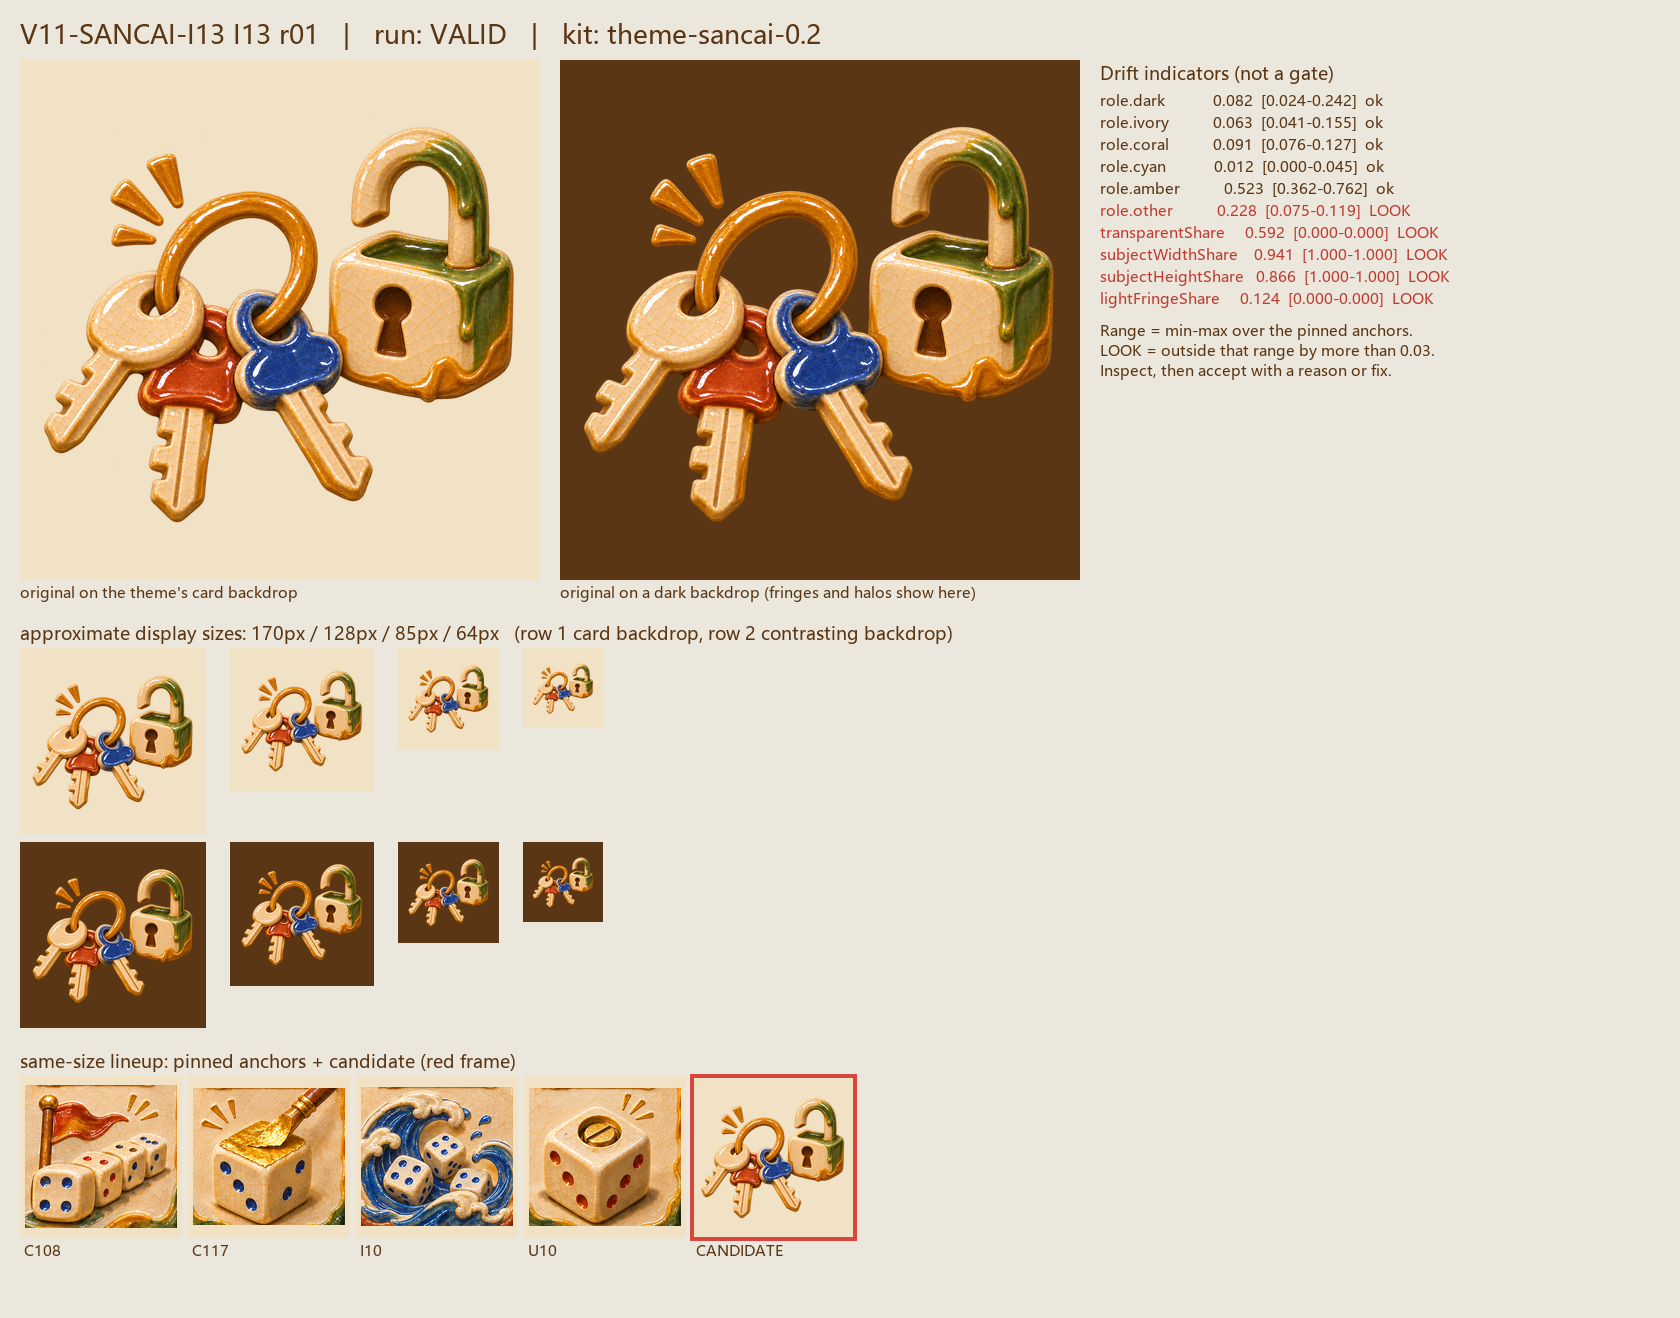 V11-SANCAI-I13 I13 r01 | run: VALID | kit: theme-sancai-0.2
Drift indicators (not a gate)
role.dark 0.082 [0.024-0.242] ok
role.ivory 0.063 [0.041-0.155] ok
role.coral 0.091 [0.076-0.127] ok
role.cyan 0.012 [0.000-0.045] ok
role.amber 0.523 [0.362-0.762] ok
role.other 0.228 [0.075-0.119] LOOK
transparentShare 0.592 [0.000-0.000] LOOK
subjectWidthShare 0.941 [1.000-1.000] LOOK
subjectHeightShare 0.866 [1.000-1.000] LOOK
lightFringeShare 0.124 [0.000-0.000] LOOK
Range = min-max over the pinned anchors.
LOOK = outside that range by more than 0.03.
Inspect, then accept with a reason or fix.
original on the theme's card backdrop
original on a dark backdrop (fringes and halos show here)
approximate display sizes: 170px / 128px / 85px / 64px (row 1 card backdrop, row 2 contrasting backdrop)
same-size lineup: pinned anchors + candidate (red frame)
C108
C117
I10
U10
CANDIDATE